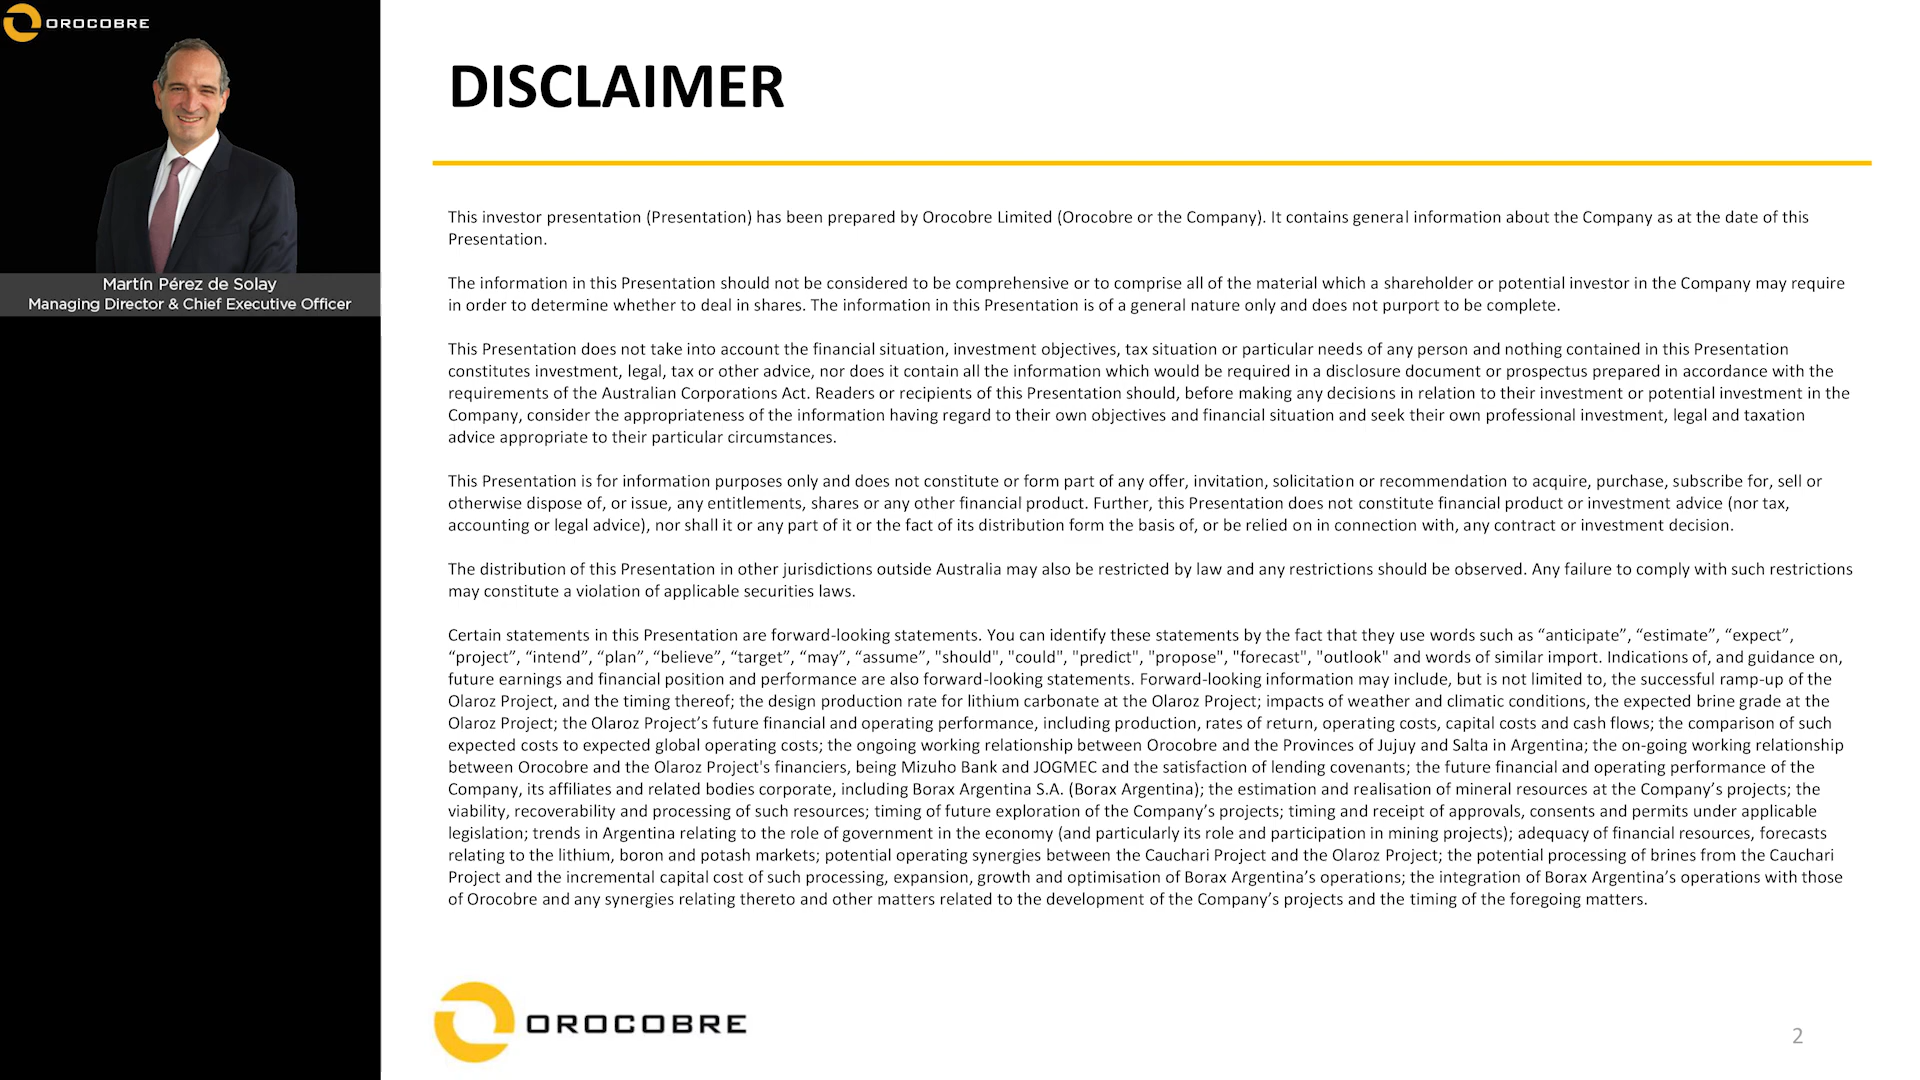 OROCOBRE
Martín Pérez de Solay
Managing Director & Chief Executive Officer
DISCLAIMER
This investor presentation (Presentation) has been prepared by Orocobre Limited (Orocobre or the Company). It contains general information about the Company as at the date of this
Presentation.
The information in this Presentation should not be considered to be comprehensive or to comprise all of the material which a shareholder or potential investor in the Company may require
in order to determine whether to deal in shares. The information in this Presentation is of a general nature only and does not purport to be complete.
This Presentation does not take into account the financial situation, investment objectives, tax situation or particular needs of any person and nothing contained in this Presentation
constitutes investment, legal, tax or other advice, nor does it contain all the information which would be required in a disclosure document or prospectus prepared in accordance with the
requirements of the Australian Corporations Act. Readers or recipients of this Presentation should, before making any decisions in relation to their investment or potential investment in the
Company, consider the appropriateness of the information having regard to their own objectives and financial situation and seek their own professional investment, legal and taxation
advice appropriate to their particular circumstances.
This Presentation is for information purposes only and does not constitute or form part of any offer, invitation, solicitation or recommendation to acquire, purchase, subscribe for, sell or
otherwise dispose of, or issue, any entitlements, shares or any other financial product. Further, this Presentation does not constitute financial product or investment advice (nor tax,
accounting or legal advice), nor shall it or any part of it or the fact of its distribution form the basis of, or be relied on in connection with, any contract or investment decision.
The distribution of this Presentation in other jurisdictions outside Australia may also be restricted by law and any restrictions should be observed. Any failure to comply with such restrictions
may constitute a violation of applicable securities laws.
Certain statements in this Presentation are forward-looking statements. You can identify these statements by the fact that they use words such as “anticipate”, “estimate”, “expect”,
“project”, “intend”, “plan”, “believe”, “target”, “may”, “assume”, "should", "could", "predict", "propose", "forecast", "outlook" and words of similar import. Indications of, and guidance on,
future earnings and financial position and performance are also forward-looking statements. Forward-looking information may include, but is not limited to, the successful ramp-up of the
Olaroz Project, and the timing thereof; the design production rate for lithium carbonate at the Olaroz Project; impacts of weather and climatic conditions, the expected brine grade at the
Olaroz Project; the Olaroz Project’s future financial and operating performance, including production, rates of return, operating costs, capital costs and cash flows; the comparison of such
expected costs to expected global operating costs; the ongoing working relationship between Orocobre and the Provinces of Jujuy and Salta in Argentina; the on-going working relationship
between Orocobre and the Olaroz Project's financiers, being Mizuho Bank and JOGMEC and the satisfaction of lending covenants; the future financial and operating performance of the
Company, its affiliates and related bodies corporate, including Borax Argentina S.A. (Borax Argentina); the estimation and realisation of mineral resources at the Company’s projects; the
viability, recoverability and processing of such resources; timing of future exploration of the Company’s projects; timing and receipt of approvals, consents and permits under applicable
legislation; trends in Argentina relating to the role of government in the economy (and particularly its role and participation in mining projects); adequacy of financial resources, forecasts
relating to the lithium, boron and potash markets; potential operating synergies between the Cauchari Project and the Olaroz Project; the potential processing of brines from the Cauchari
Project and the incremental capital cost of such processing, expansion, growth and optimisation of Borax Argentina’s operations; the integration of Borax Argentina’s operations with those
of Orocobre and any synergies relating thereto and other matters related to the development of the Company’s projects and the timing of the foregoing matters.
OROCOBRE
2